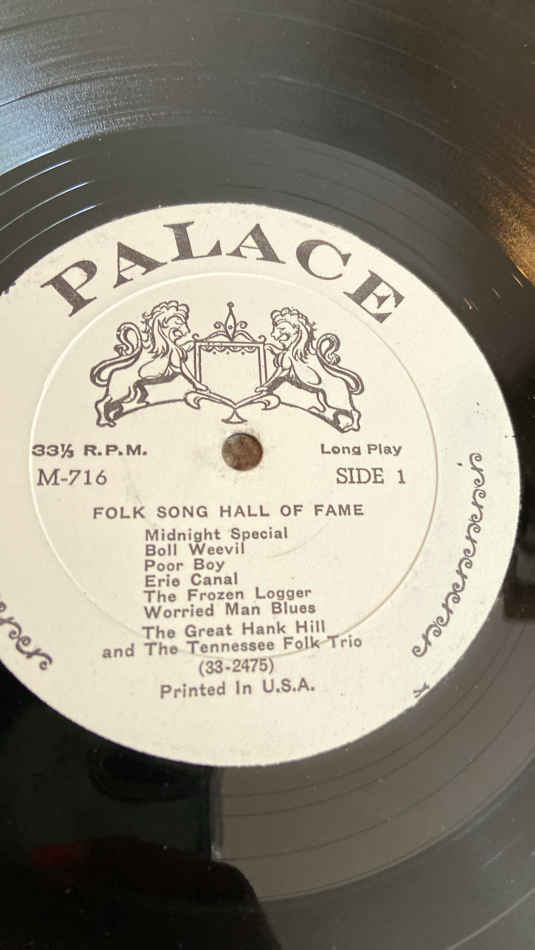 PALACE
33⅓ R.P.M. Long Play
M-716 SIDE 1
FOLK SONG HALL OF FAME
Midnight Special
Boll Weevil
Poor Boy
Erie Canal
The Frozen Logger
Worried Man Blues
The Great Hank Hill
and The Tennessee Folk Trio
(33-2475)
Printed In U.S.A.